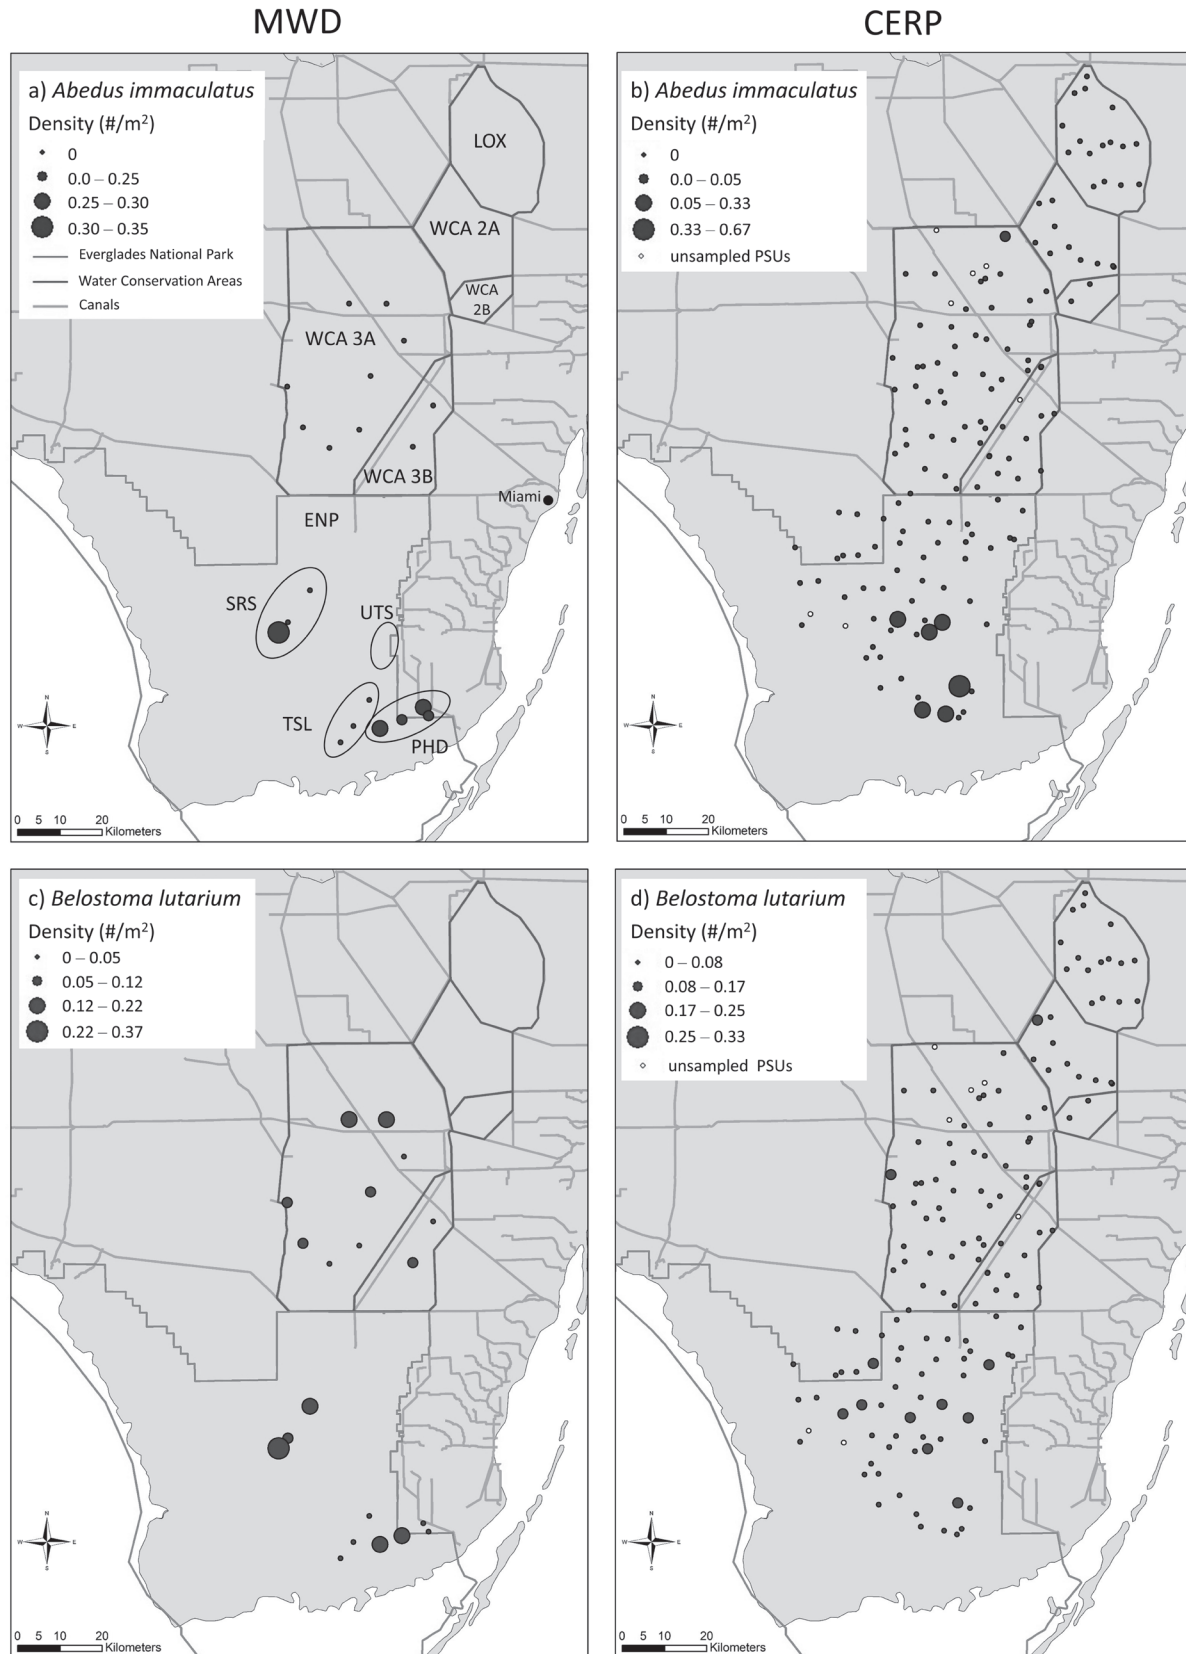 MWD
CERP
a) Abedus immaculatus
Density (#/m²)
0
0.0 – 0.25
0.25 – 0.30
0.30 – 0.35
Everglades National Park
Water Conservation Areas
Canals
LOX
WCA 2A
WCA
2B
WCA 3A
WCA 3B
Miami
ENP
SRS
UTS
TSL
PHD
N
W
E
S
0 5 10 20
Kilometers
b) Abedus immaculatus
Density (#/m²)
0
0.0 – 0.05
0.05 – 0.33
0.33 – 0.67
unsampled PSUs
N
W
E
S
0 5 10 20
Kilometers
c) Belostoma lutarium
Density (#/m²)
0 – 0.05
0.05 – 0.12
0.12 – 0.22
0.22 – 0.37
N
W
E
S
0 5 10 20
Kilometers
d) Belostoma lutarium
Density (#/m²)
0 – 0.08
0.08 – 0.17
0.17 – 0.25
0.25 – 0.33
unsampled PSUs
N
W
E
S
0 5 10 20
Kilometers